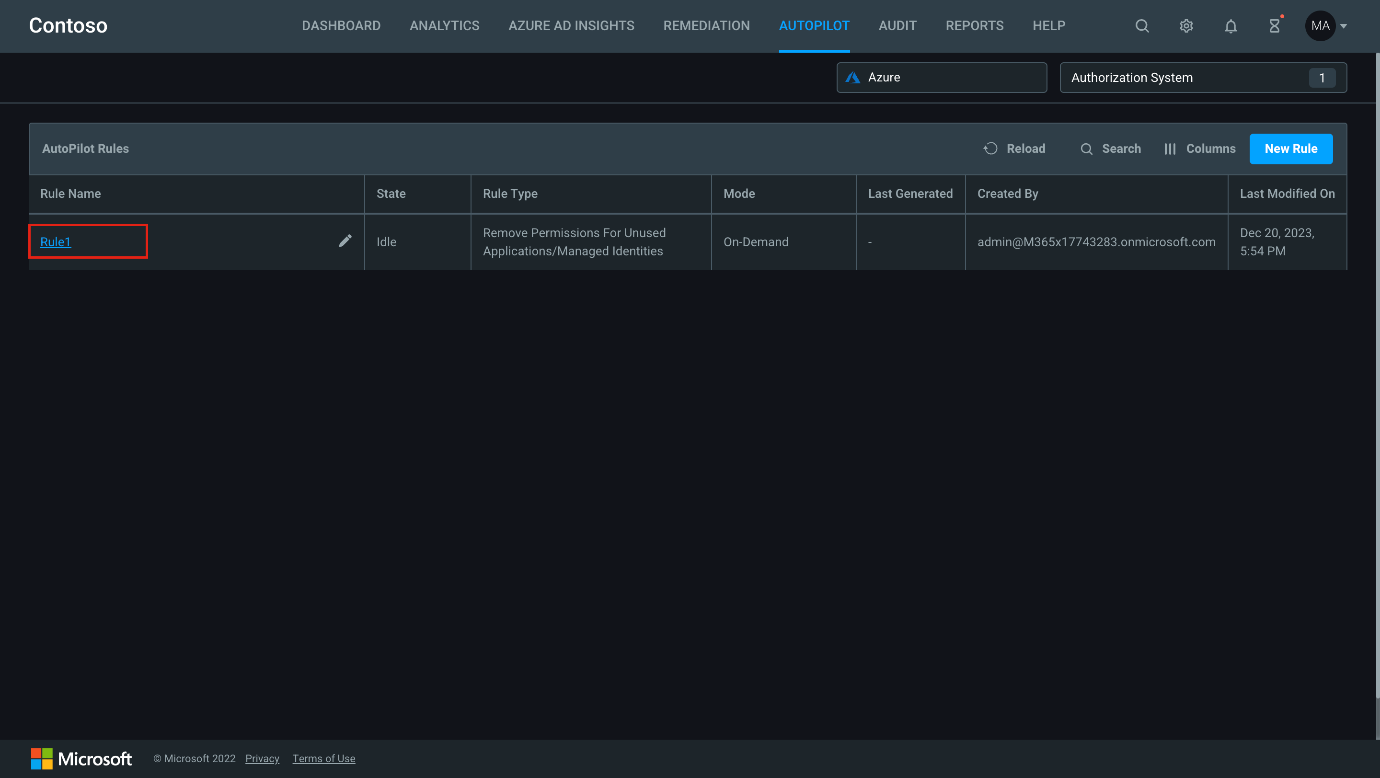 Contoso
DASHBOARD ANALYTICS AZURE AD INSIGHTS REMEDIATION AUTOPILOT AUDIT REPORTS HELP MA
Azure Authorization System 1
AutoPilot Rules Reload Search Columns New Rule
Rule Name State Rule Type Mode Last Generated Created By Last Modified On
Rule1 Idle Remove Permissions For Unused Applications/Managed Identities On-Demand - admin@M365x17743283.onmicrosoft.com Dec 20, 2023, 5:54 PM
Microsoft © Microsoft 2022 Privacy Terms of Use